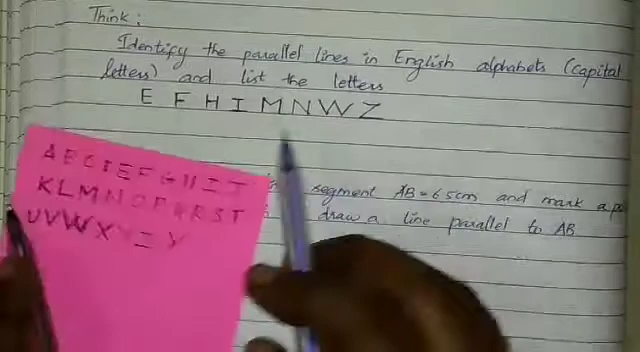 Think:
Identify the parallel lines in English alphabets (capital
letters) and list the letters
E F H I M N W Z
segment AB = 6.5cm and mark a
draw a line parallel to AB
K L M N O P R S T
U V W X Y Z